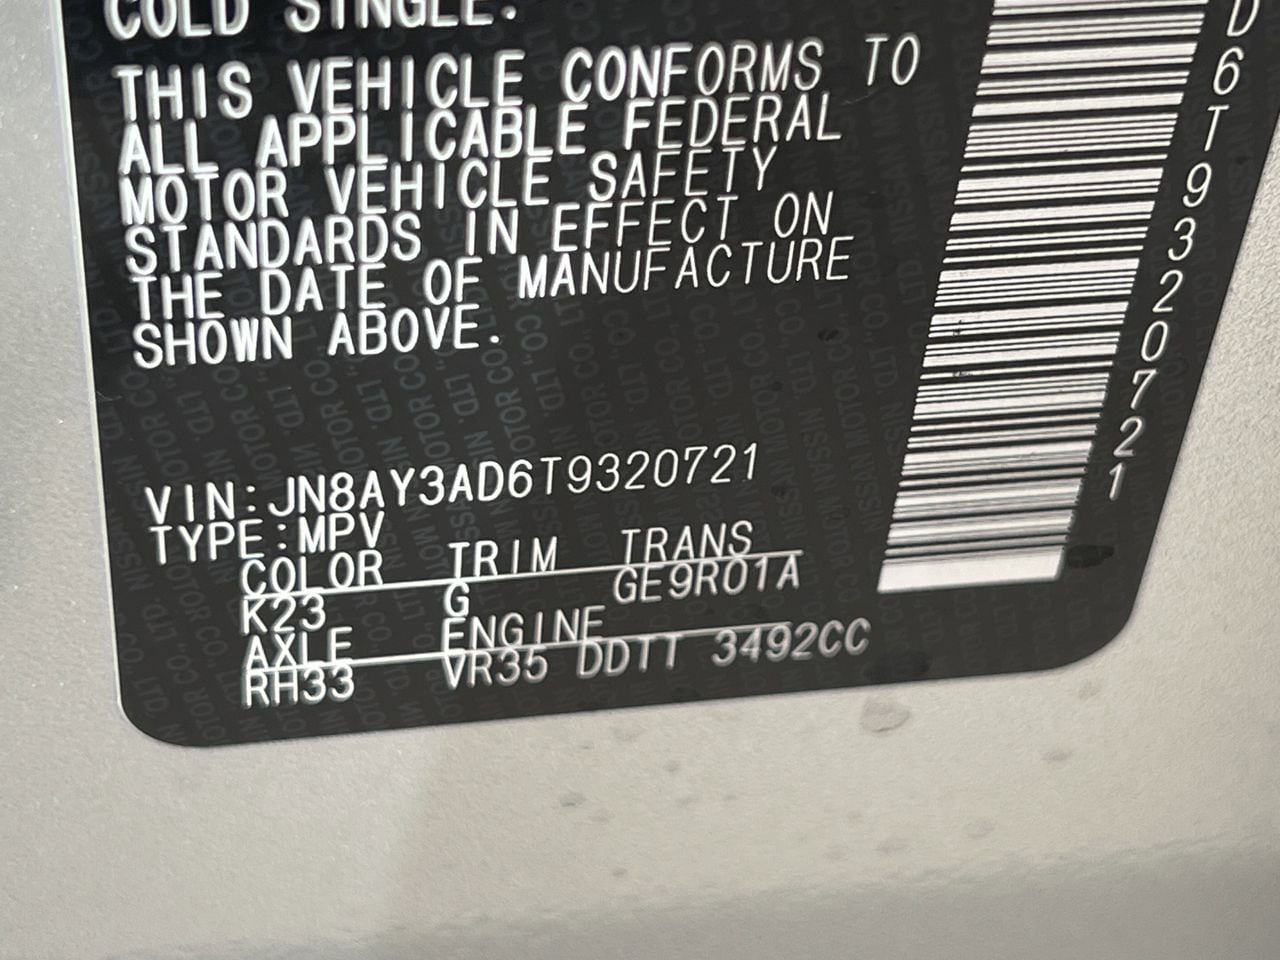 COLD SINGLE.
THIS VEHICLE CONFORMS TO
ALL APPLICABLE FEDERAL
MOTOR VEHICLE SAFETY
STANDARDS IN EFFECT ON
THE DATE OF MANUFACTURE
SHOWN ABOVE.
VIN:JN8AY3AD6T9320721
TYPE:MPV
COLOR TRIM TRANS
K23 G GE9R01A
AXLE ENGINE
RH33 VR35 DDTT 3492CC
D6T9320721